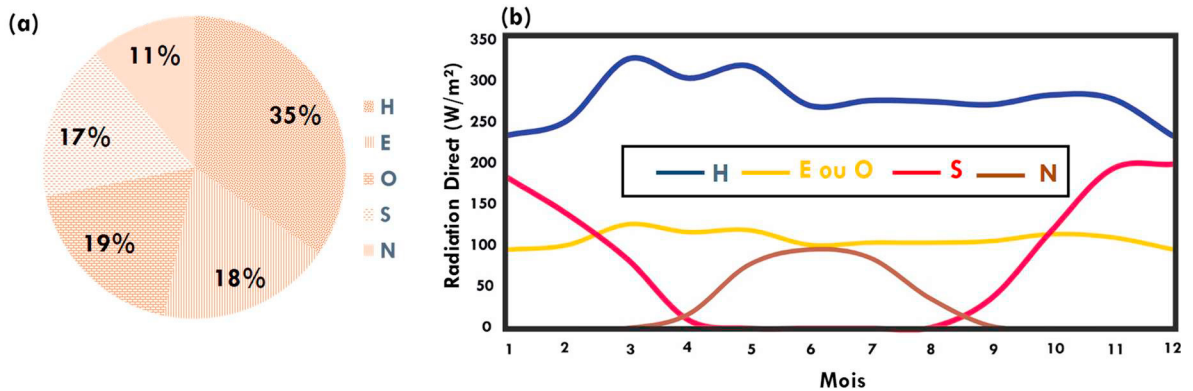 (a)
11%
35%
17%
19%
18%
H
E
O
S
N
(b)
Radiation Direct (W/m²)
350
300
250
200
150
100
50
0
H E ou O S N
1 2 3 4 5 6 7 8 9 10 11 12
Mois